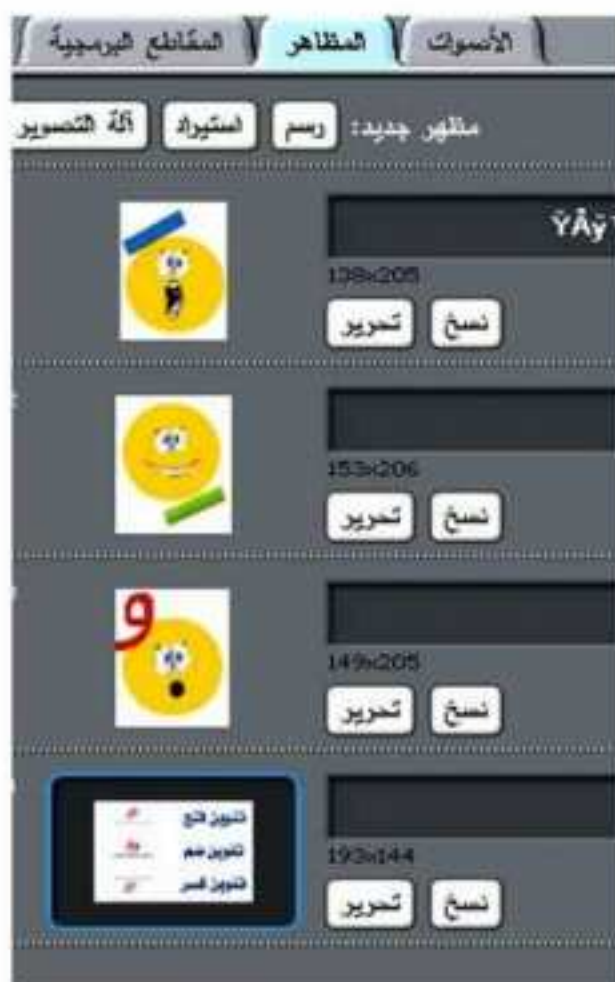 الأصوات المظاهر المقاطع البرمجية
مظهر جديد: رسم استيراد آلة التصوير
ŸÅÿ
138x205
نسخ تحرير
153x206
نسخ تحرير
و
149x205
نسخ تحرير
تنوين فتح
تنوين ضم
تنوين كسر
193x144
نسخ تحرير